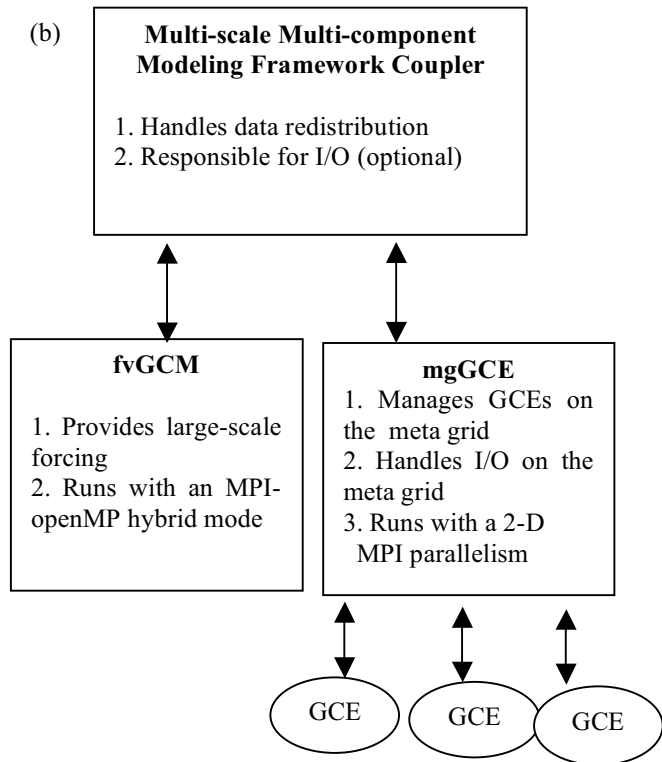 (b)
Multi-scale Multi-component
Modeling Framework Coupler
1. Handles data redistribution
2. Responsible for I/O (optional)
fvGCM
1. Provides large-scale
forcing
2. Runs with an MPI-
openMP hybrid mode
mgGCE
1. Manages GCEs on
the meta grid
2. Handles I/O on the
meta grid
3. Runs with a 2-D
MPI parallelism
GCE
GCE
GCE